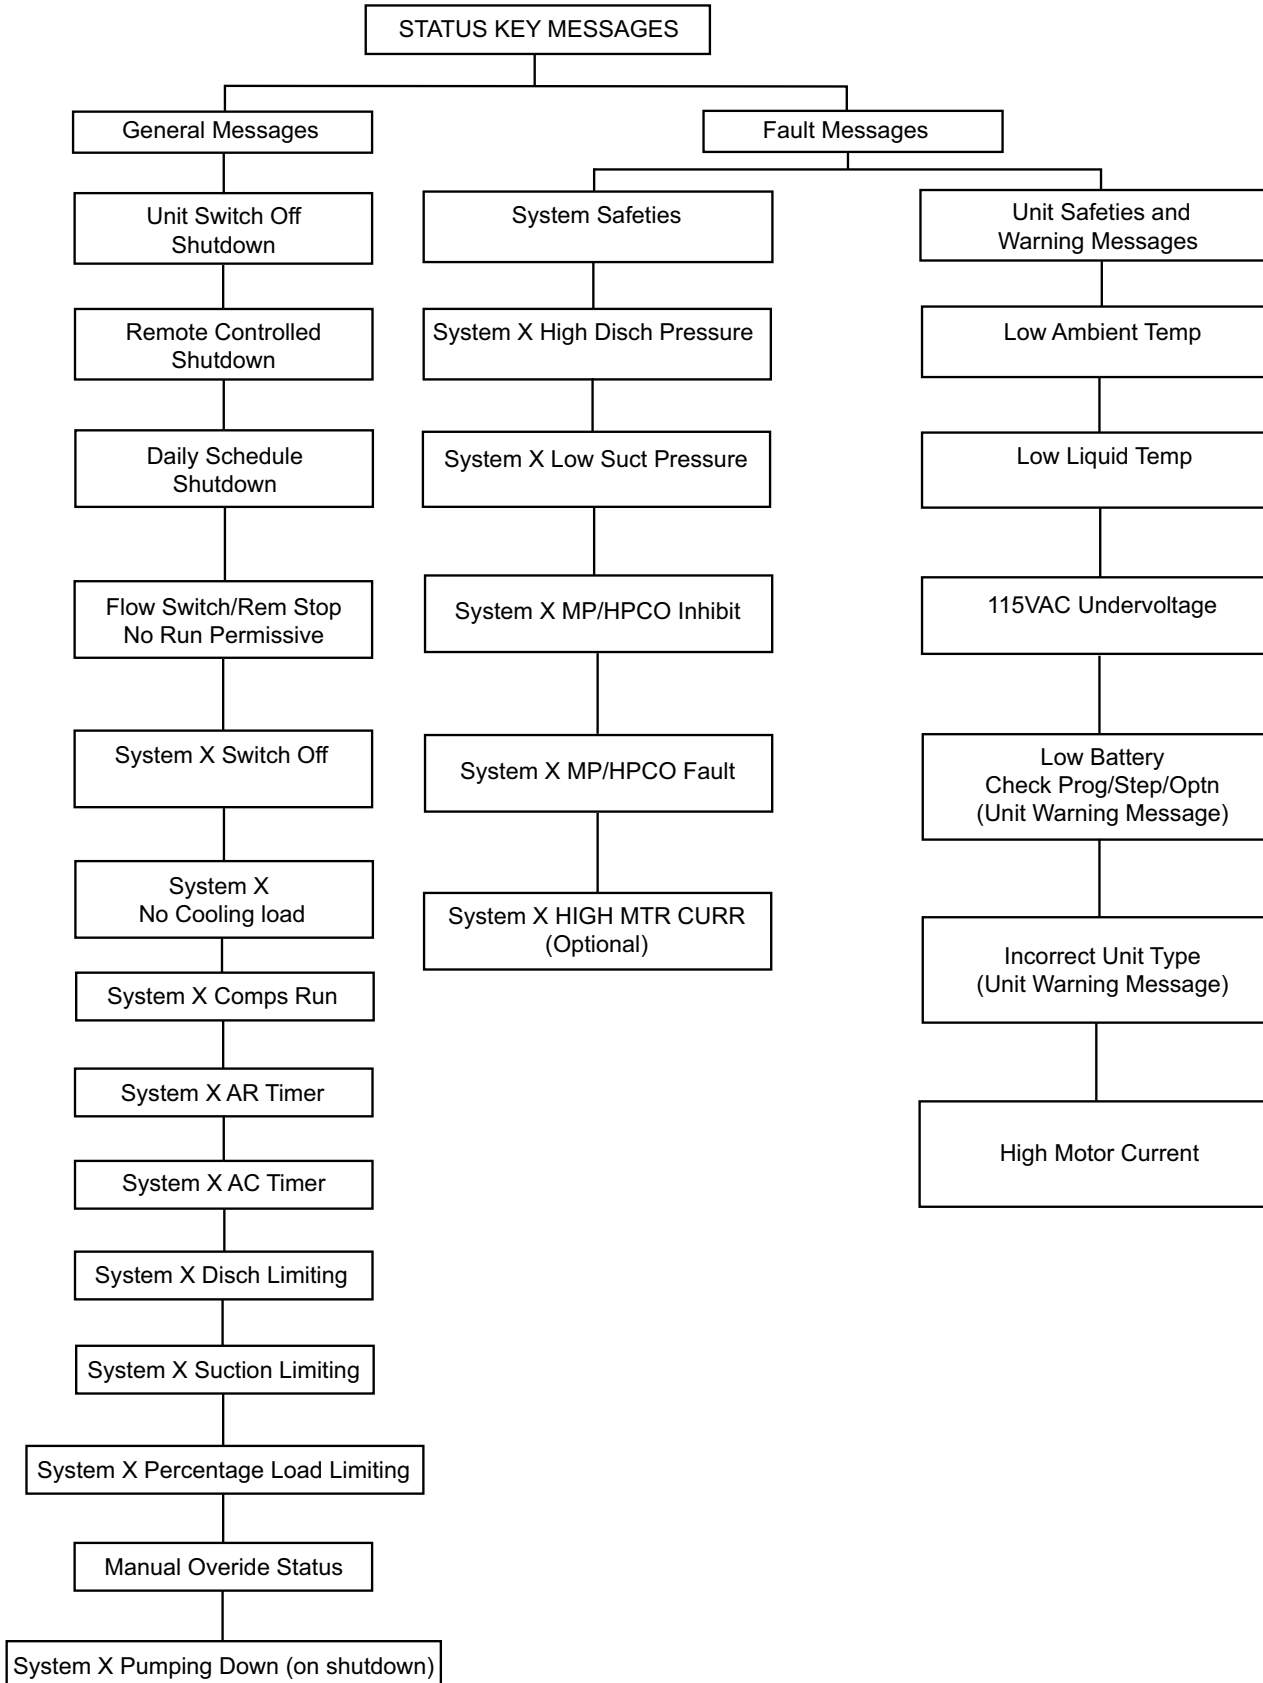 STATUS KEY MESSAGES
General Messages
Unit Switch Off
Shutdown
Remote Controlled
Shutdown
Daily Schedule
Shutdown
Flow Switch/Rem Stop
No Run Permissive
System X Switch Off
System X
No Cooling load
System X Comps Run
System X AR Timer
System X AC Timer
System X Disch Limiting
System X Suction Limiting
System X Percentage Load Limiting
Manual Overide Status
System X Pumping Down (on shutdown)
Fault Messages
System Safeties
System X High Disch Pressure
System X Low Suct Pressure
System X MP/HPCO Inhibit
System X MP/HPCO Fault
System X HIGH MTR CURR
(Optional)
Unit Safeties and
Warning Messages
Low Ambient Temp
Low Liquid Temp
115VAC Undervoltage
Low Battery
Check Prog/Step/Optn
(Unit Warning Message)
Incorrect Unit Type
(Unit Warning Message)
High Motor Current